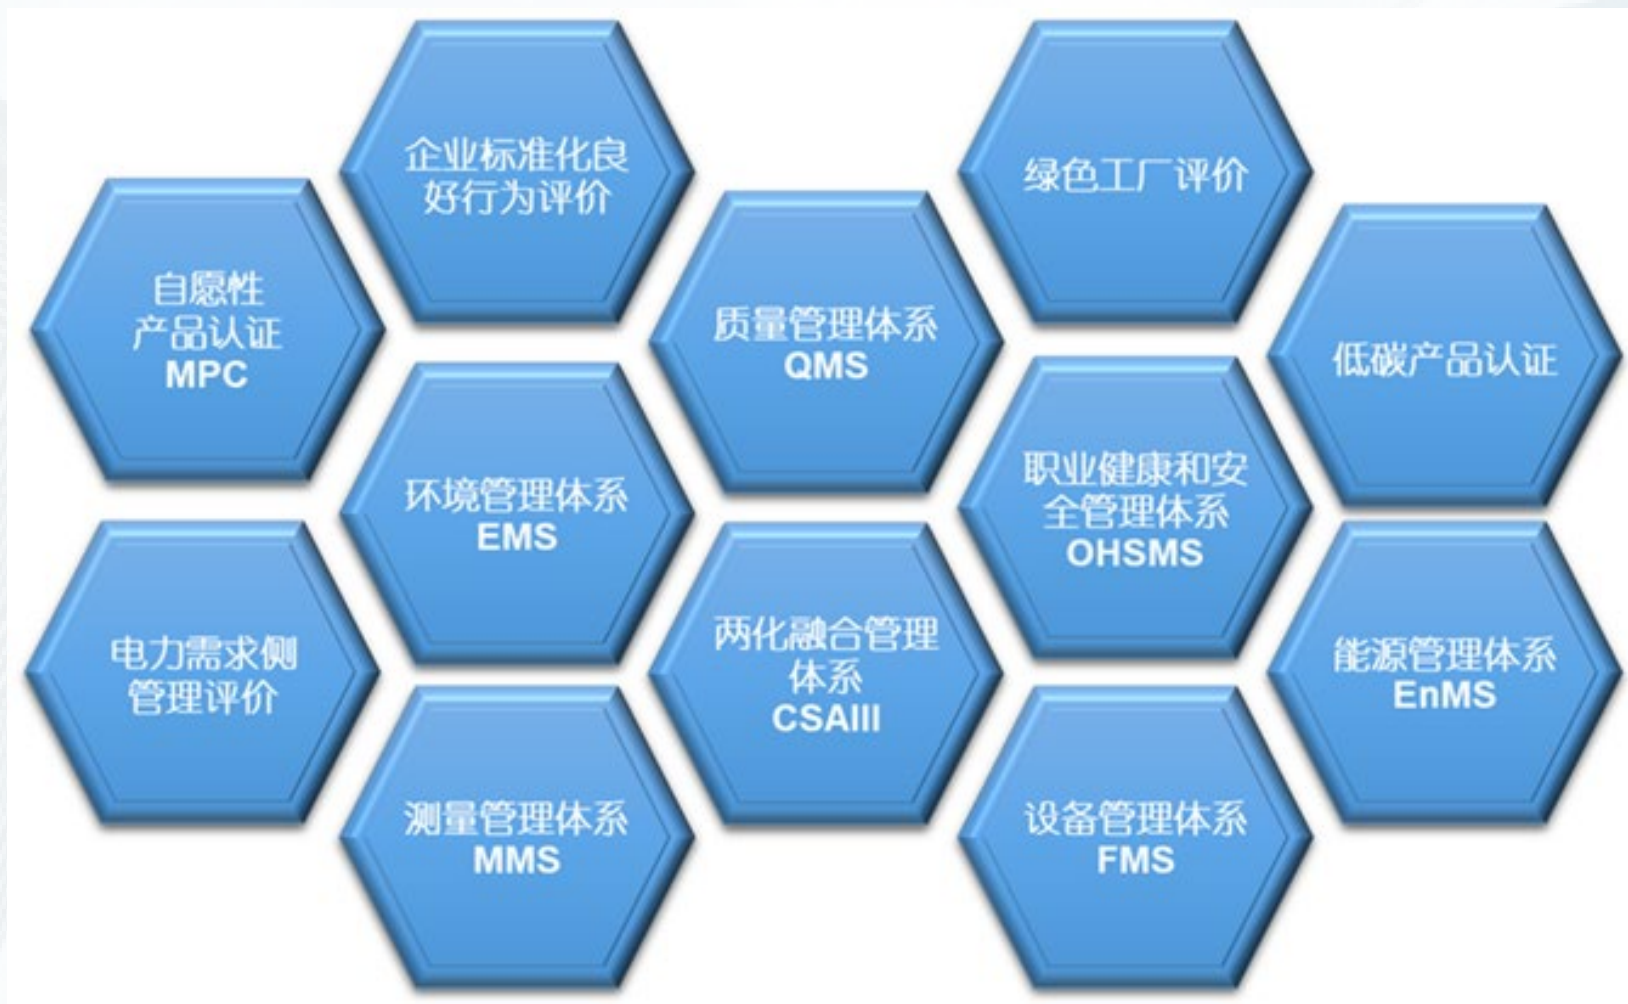 企业标准化良
好行为评价
绿色工厂评价
自愿性
产品认证
MPC
质量管理体系
QMS
低碳产品认证
环境管理体系
EMS
职业健康和安
全管理体系
OHSMS
电力需求侧
管理评价
两化融合管理
体系
CSAIII
能源管理体系
EnMS
测量管理体系
MMS
设备管理体系
FMS